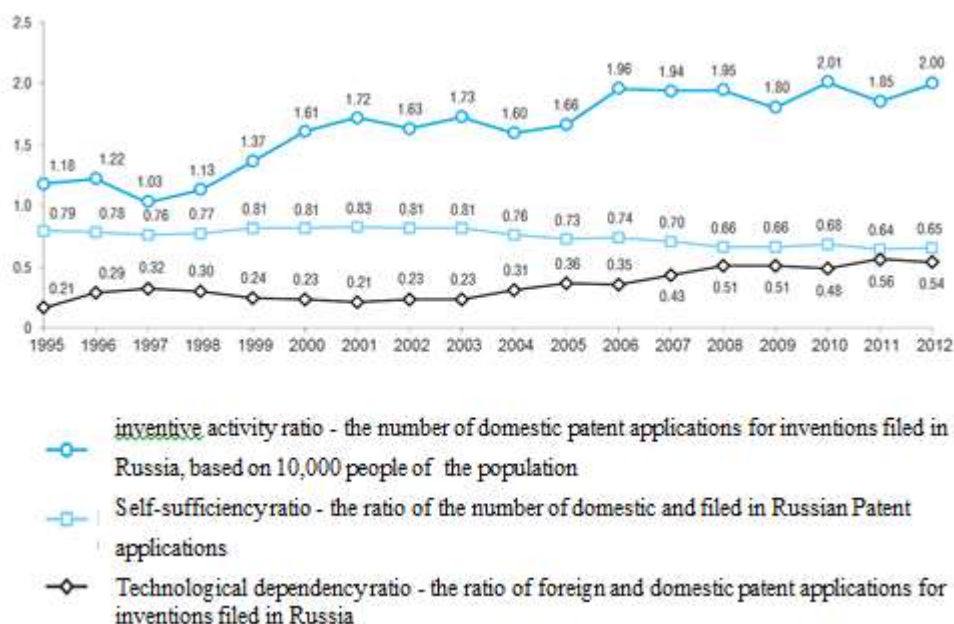 2.5
2.0
1.5
1.0
0.5
0
1.18 1.22 1.03 1.13 1.37 1.61 1.72 1.63 1.73 1.60 1.66 1.96 1.94 1.95 1.80 2.01 1.85 2.00
0.79 0.78 0.76 0.77 0.81 0.81 0.83 0.81 0.81 0.76 0.73 0.74 0.70 0.66 0.66 0.68 0.64 0.65
0.21 0.29 0.32 0.30 0.24 0.23 0.21 0.23 0.23 0.31 0.36 0.35 0.43 0.51 0.51 0.48 0.56 0.54
1995 1996 1997 1998 1999 2000 2001 2002 2003 2004 2005 2006 2007 2008 2009 2010 2011 2012
inventive activity ratio - the number of domestic patent applications for inventions filed in
Russia, based on 10,000 people of the population
Self-sufficiency ratio - the ratio of the number of domestic and filed in Russian Patent
applications
Technological dependency ratio - the ratio of foreign and domestic patent applications for
inventions filed in Russia